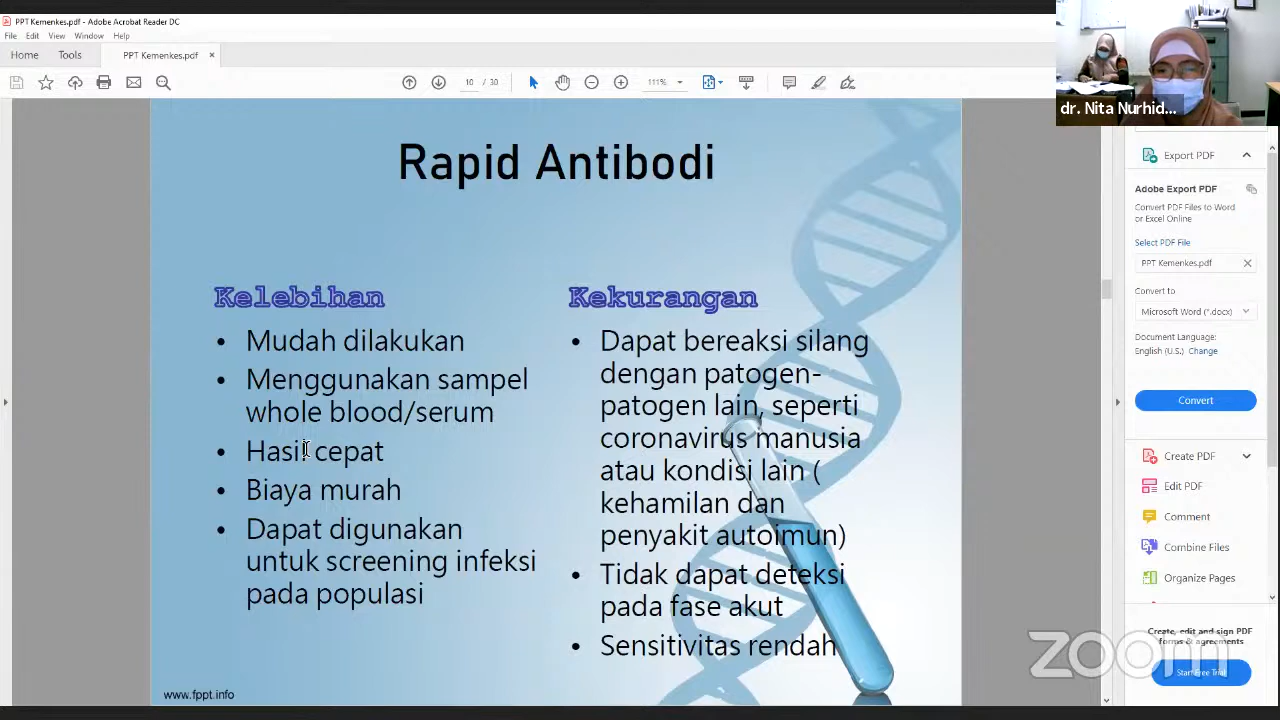 PPT Kemenkes.pdf - Adobe Acrobat Reader DC
File Edit View Window Help
Home Tools PPT Kemenkes.pdf ×
10 / 30 111%
dr. Nita Nurhid...
Rapid Antibodi
Kelebihan
• Mudah dilakukan
• Menggunakan sampel
whole blood/serum
• Hasil cepat
• Biaya murah
• Dapat digunakan
untuk screening infeksi
pada populasi
Kekurangan
• Dapat bereaksi silang
dengan patogen-
patogen lain, seperti
coronavirus manusia
atau kondisi lain (
kehamilan dan
penyakit autoimun)
• Tidak dapat deteksi
pada fase akut
• Sensitivitas rendah
www.fppt.info
Export PDF
Adobe Export PDF
Convert PDF Files to Word
or Excel Online
Select PDF File
PPT Kemenkes.pdf
Convert to
Microsoft Word (*.docx)
Document Language:
English (U.S.) Change
Convert
Create PDF
Edit PDF
Comment
Combine Files
Organize Pages
Create, edit and sign PDF
forms & agreements
Start Free Trial
zoom